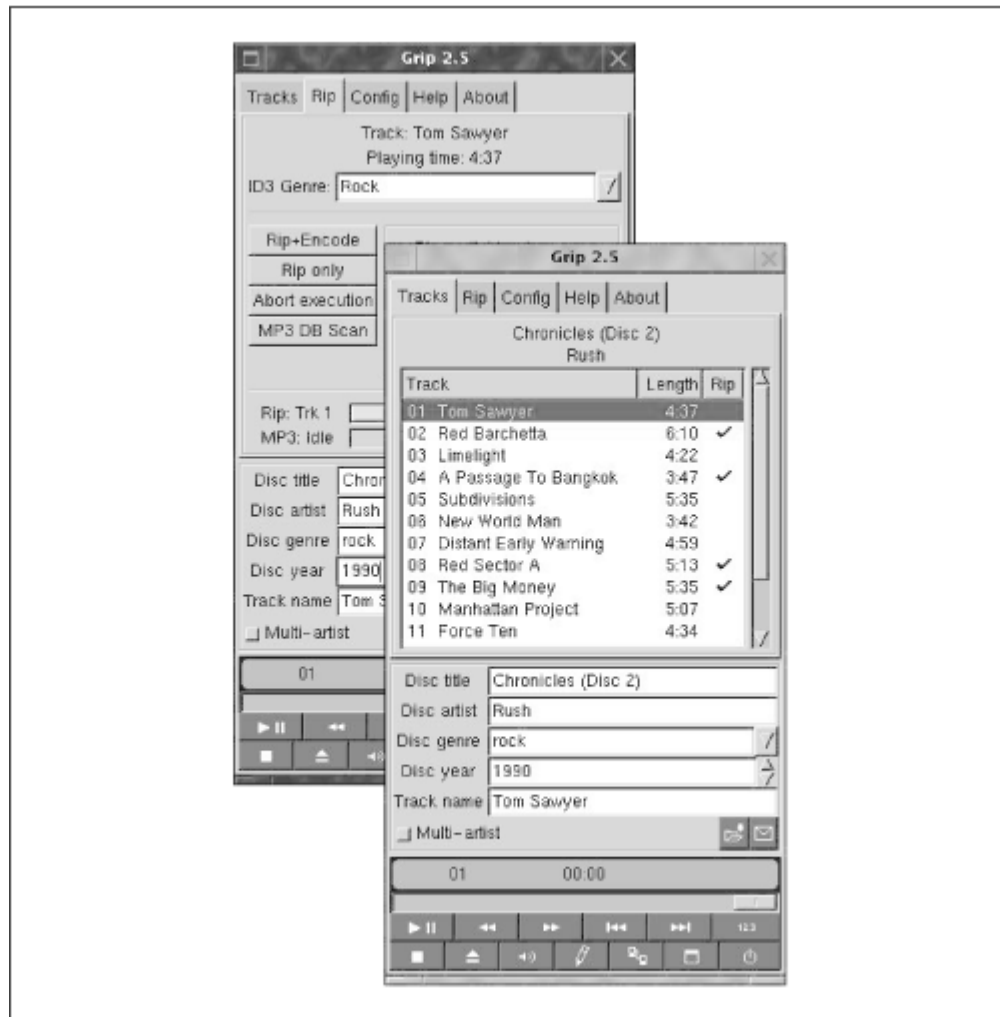 Grip 2.5
Tracks Rip Config Help About
Track: Tom Sawyer
Playing time: 4:37
ID3 Genre: Rock
Rip+Encode
Rip only
Abort execution
MP3 DB Scan
Rip: Trk 1
MP3: Idle
Disc title Chron
Disc artist Rush
Disc genre rock
Disc year 1990
Track name Tom S
Multi-artist
01
Grip 2.5
Tracks Rip Config Help About
Chronicles (Disc 2)
Rush
Track Length Rip
01 Tom Sawyer 4:37
02 Red Barchetta 6:10 ✓
03 Limelight 4:22
04 A Passage To Bangkok 3:47 ✓
05 Subdivisions 5:35
06 New World Man 3:42
07 Distant Early Warning 4:59
08 Red Sector A 5:13 ✓
09 The Big Money 5:35 ✓
10 Manhattan Project 5:07
11 Force Ten 4:34
Disc title Chronicles (Disc 2)
Disc artist Rush
Disc genre rock
Disc year 1990
Track name Tom Sawyer
Multi-artist
01 00:00
123